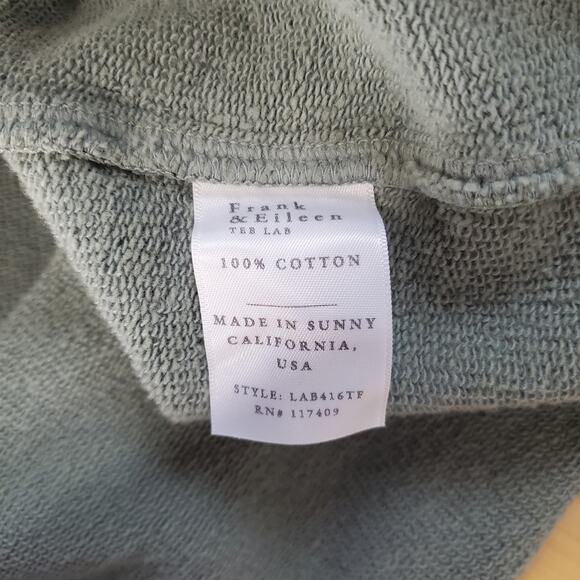 Frank
& Eileen
TEE LAB
100% COTTON
MADE IN SUNNY
CALIFORNIA,
USA
STYLE: LAB416TF
RN# 117409